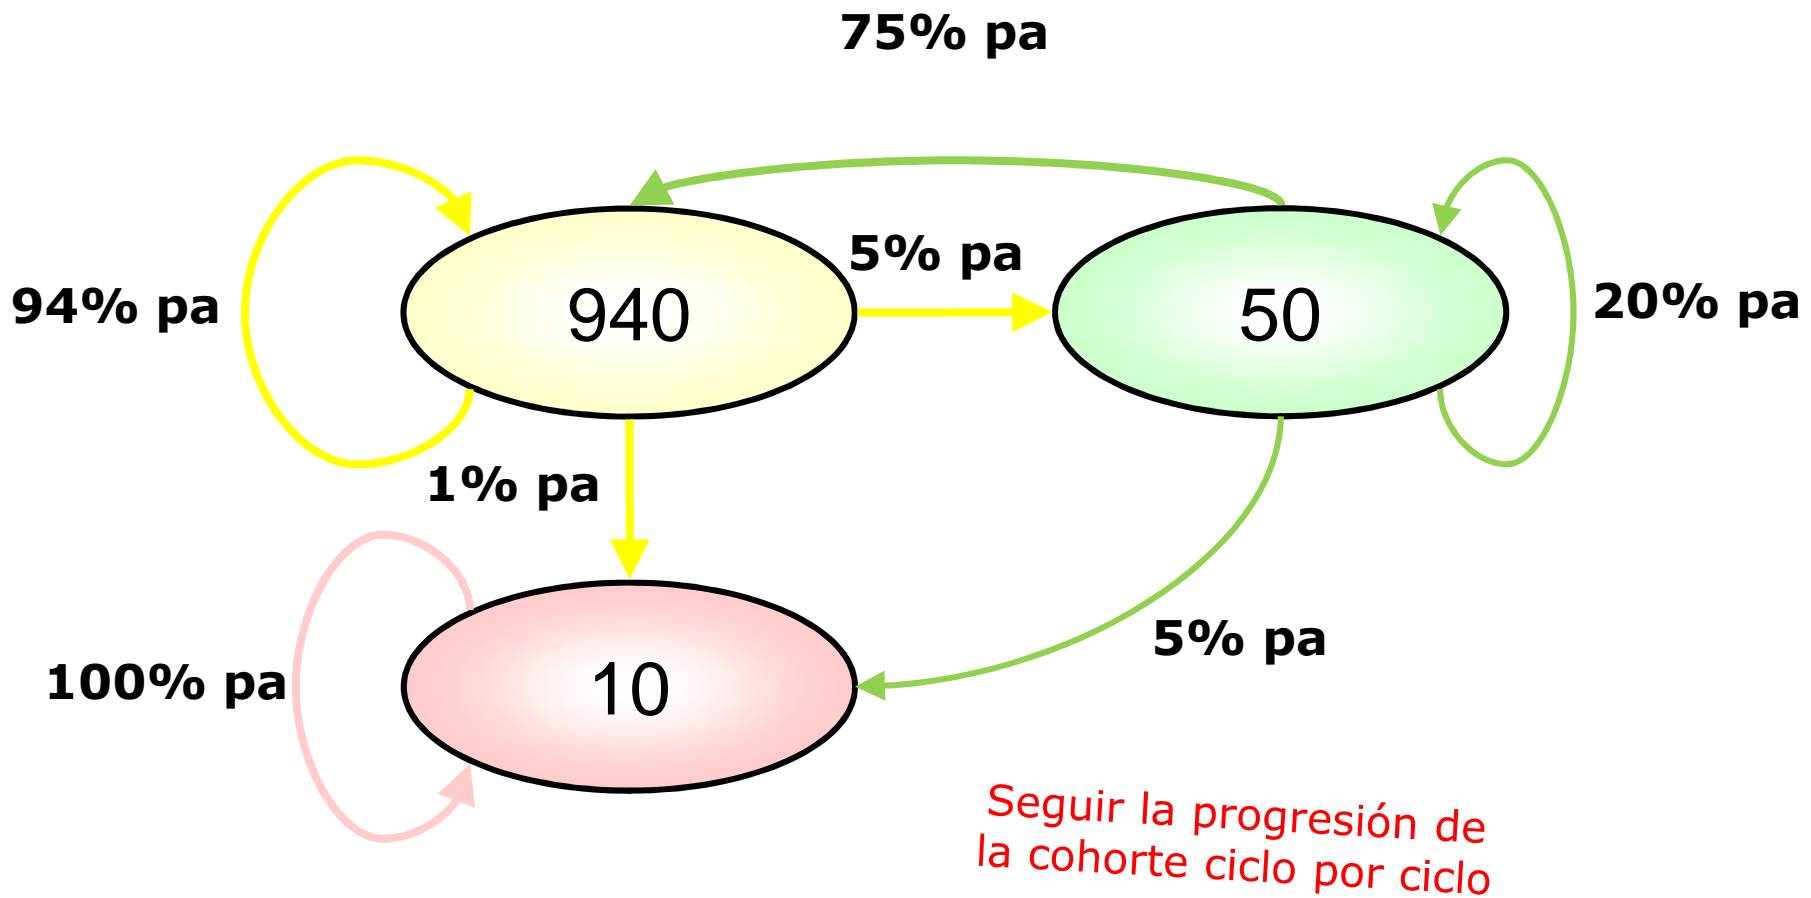 75% pa
5% pa
94% pa
940
50
20% pa
1% pa
5% pa
100% pa
10
Seguir la progresión de
la cohorte ciclo por ciclo